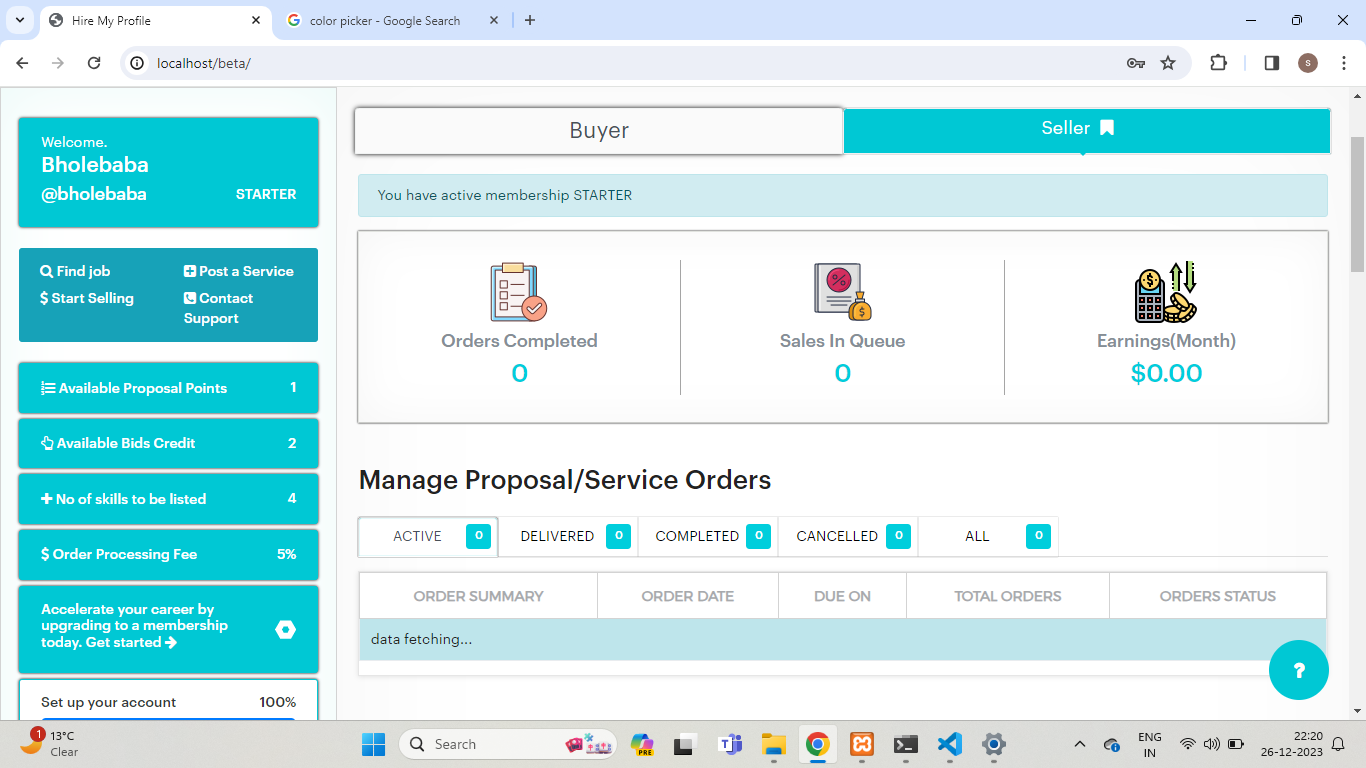 Hire My Profile
color picker - Google Search
localhost/beta/
S
Welcome.
Bholebaba
@bholebaba STARTER
Find job Post a Service
$ Start Selling Contact
Support
Available Proposal Points 1
Available Bids Credit 2
No of skills to be listed 4
$ Order Processing Fee 5%
Accelerate your career by
upgrading to a membership
today. Get started
Set up your account 100%
Buyer Seller
You have active membership STARTER
Orders Completed Sales In Queue Earnings(Month)
0 0 $0.00
Manage Proposal/Service Orders
ACTIVE 0 DELIVERED 0 COMPLETED 0 CANCELLED 0 ALL 0
ORDER SUMMARY ORDER DATE DUE ON TOTAL ORDERS ORDERS STATUS
data fetching...
?
1
13°C
Clear
Search
PRE
ENG
IN
22:20
26-12-2023